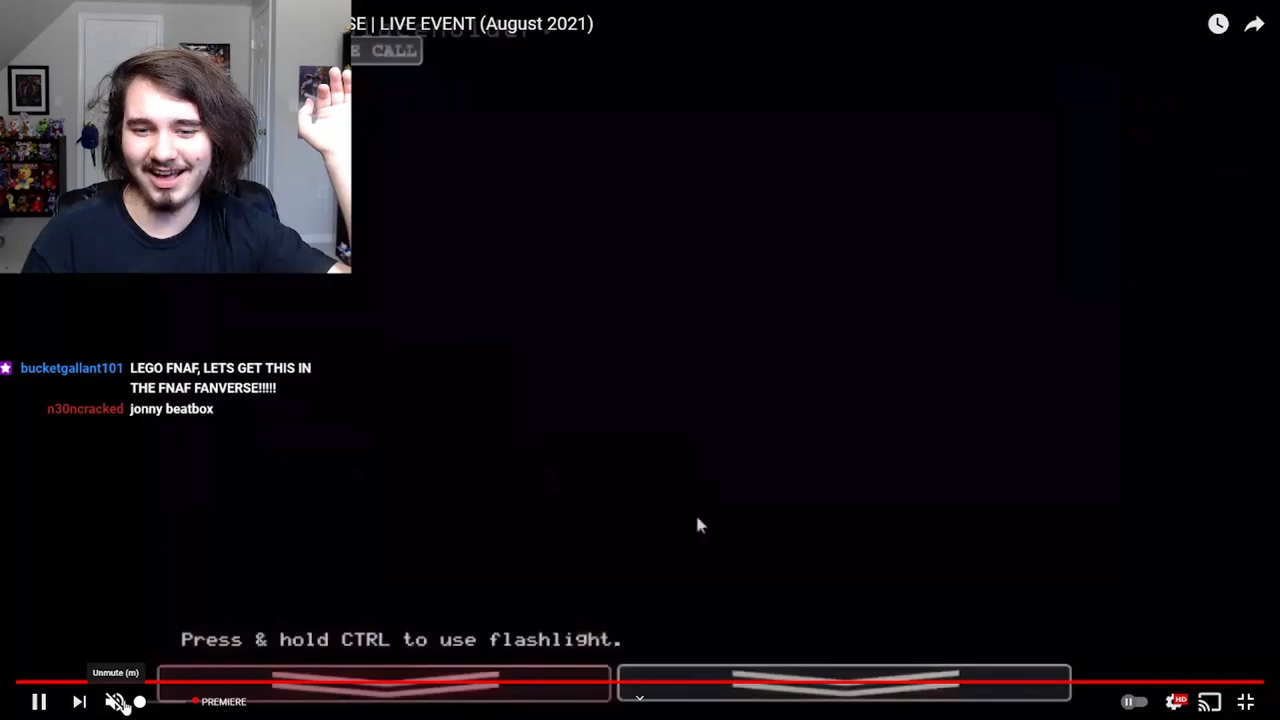 SE | LIVE EVENT (August 2021)
E CALL
bucketgallant101 LEGO FNAF, LETS GET THIS IN
THE FNAF FANVERSE!!!!!
n30ncracked jonny beatbox
Press & hold CTRL to use flashlight.
Unmute (m)
PREMIERE
HD